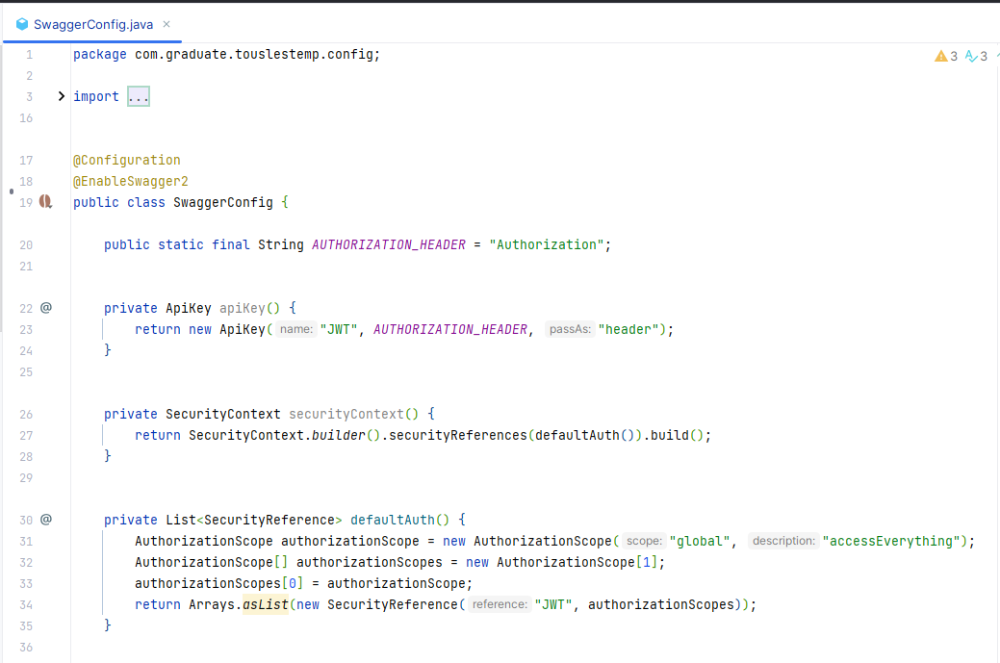 SwaggerConfig.java ×
1 package com.graduate.touslestemp.config;
3 3
2
3 import ...
16
17 @Configuration
18 @EnableSwagger2
19 public class SwaggerConfig {
20 public static final String AUTHORIZATION_HEADER = "Authorization";
21
22 @ private ApiKey apiKey() {
23 return new ApiKey( name: "JWT", AUTHORIZATION_HEADER, passAs: "header");
24 }
25
26 private SecurityContext securityContext() {
27 return SecurityContext.builder().securityReferences(defaultAuth()).build();
28 }
29
30 @ private List<SecurityReference> defaultAuth() {
31 AuthorizationScope authorizationScope = new AuthorizationScope( scope: "global", description: "accessEverything");
32 AuthorizationScope[] authorizationScopes = new AuthorizationScope[1];
33 authorizationScopes[0] = authorizationScope;
34 return Arrays.asList(new SecurityReference( reference: "JWT", authorizationScopes));
35 }
36